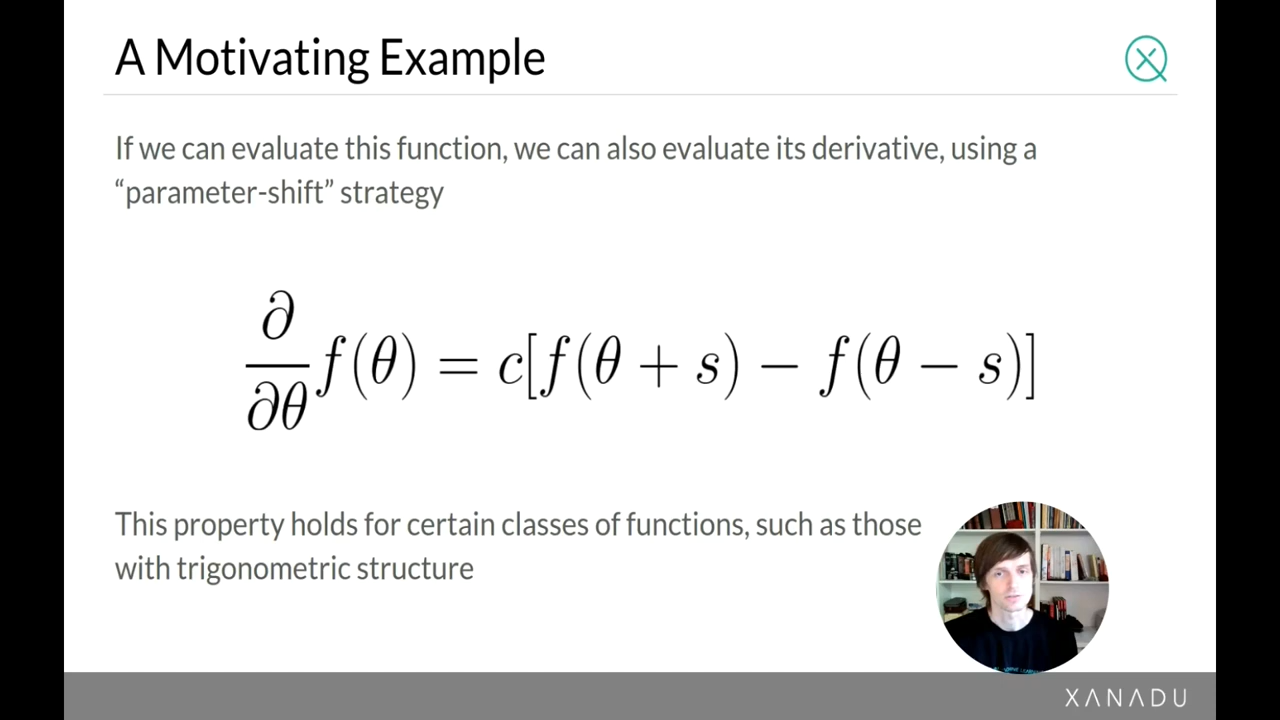 A Motivating Example
If we can evaluate this function, we can also evaluate its derivative, using a
“parameter-shift” strategy
∂/∂θ f(θ) = c[f(θ + s) − f(θ − s)]
This property holds for certain classes of functions, such as those
with trigonometric structure
XANADU